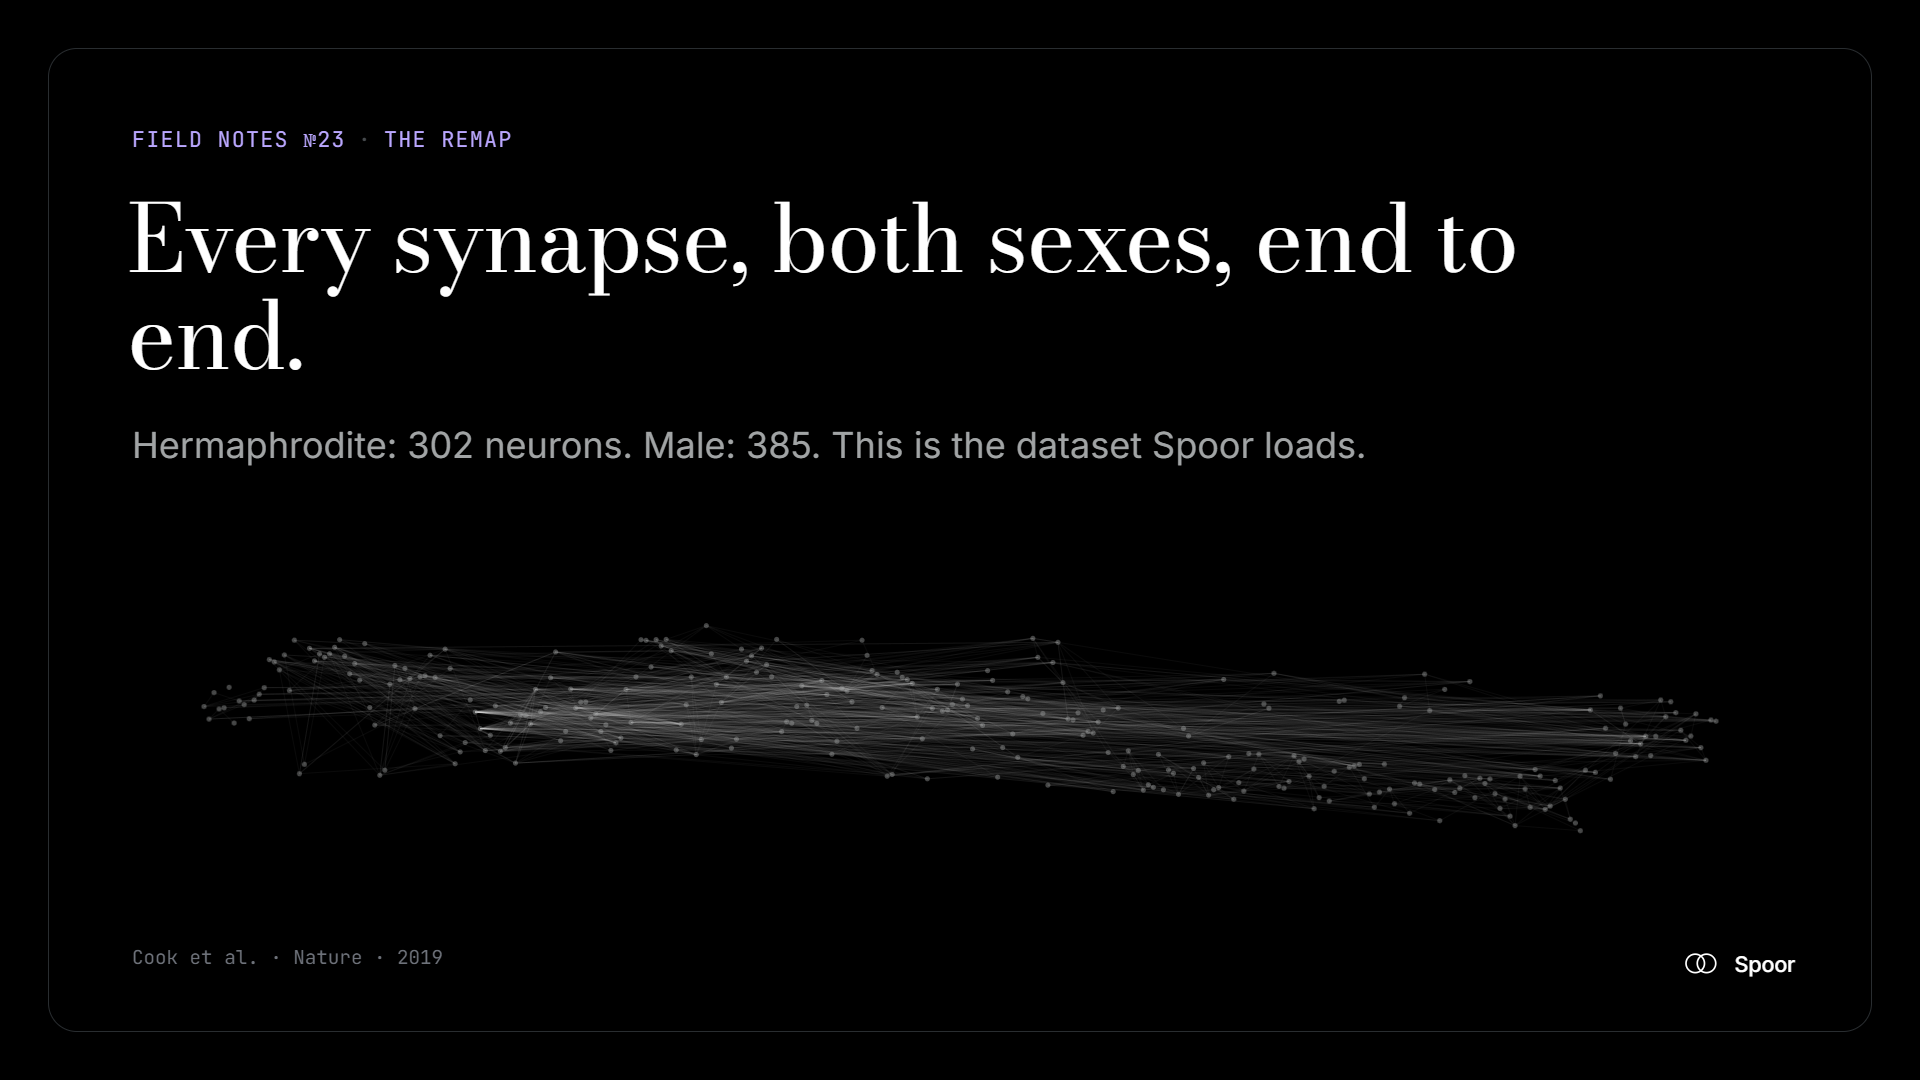 FIELD NOTES №23 · THE REMAP
Every synapse, both sexes, end to
end.
Hermaphrodite: 302 neurons. Male: 385. This is the dataset Spoor loads.
Cook et al. · Nature · 2019
Spoor